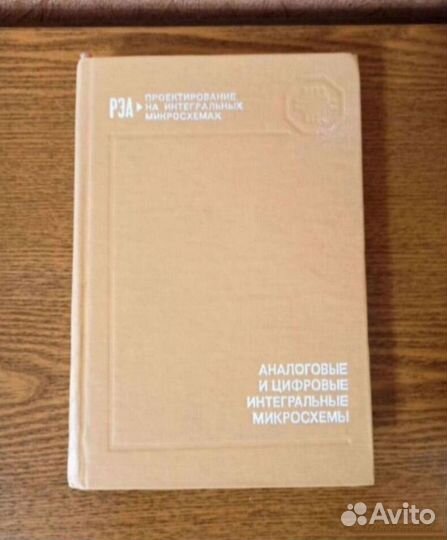 РЭА
ПРОЕКТИРОВАНИЕ
НА ИНТЕГРАЛЬНЫХ
МИКРОСХЕМАХ
АНАЛОГОВЫЕ
И ЦИФРОВЫЕ
ИНТЕГРАЛЬНЫЕ
МИКРОСХЕМЫ
Avito